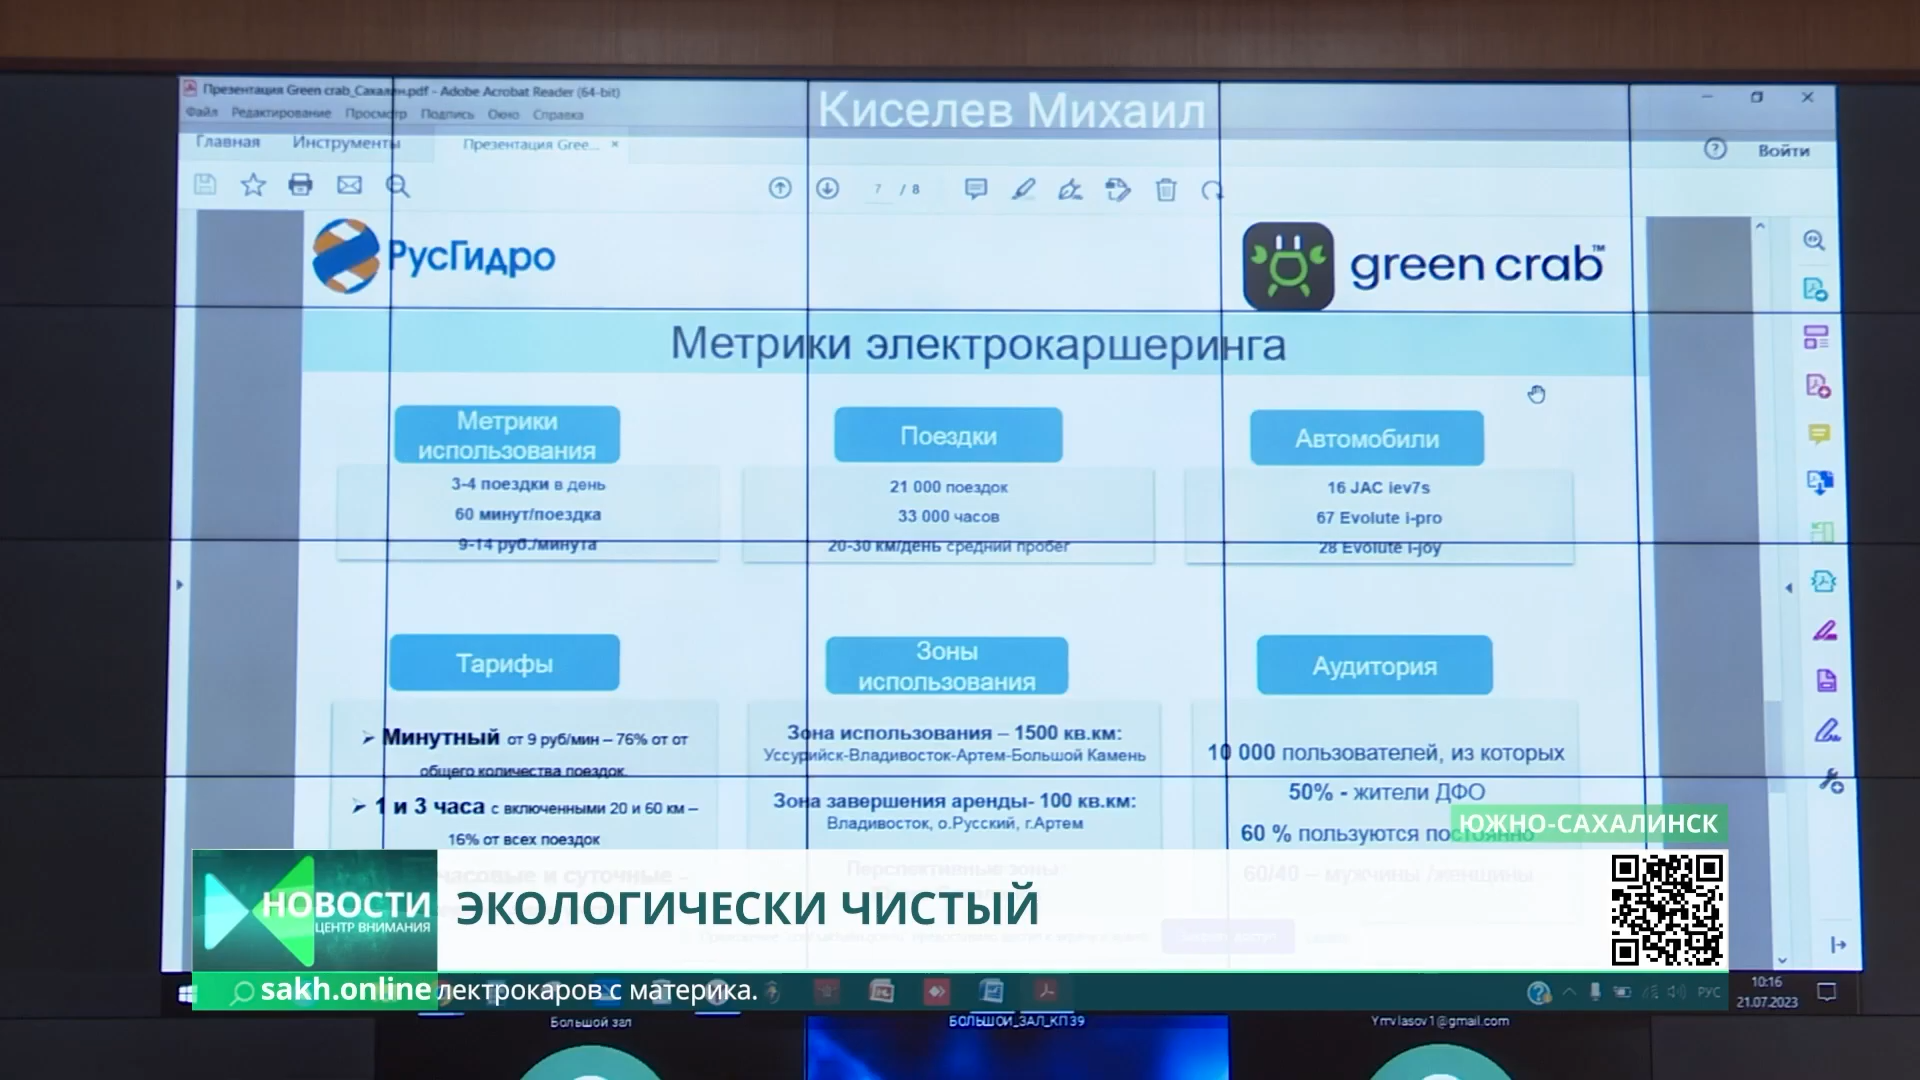 Презентация Green crab_Сахалин.pdf - Adobe Acrobat Reader (64-bit)
Киселев Михаил
Файл Редактирование Просмотр Подпись Окно Справка
Главная Инструменты Презентация Gree... ×
Войти
7 / 8
РусГидро
green crab™
Метрики электрокаршеринга
Метрики
использования
3-4 поездки в день
60 минут/поездка
9-14 руб./минута
Поездки
21 000 поездок
33 000 часов
20-30 км/день средний пробег
Автомобили
16 JAC iev7s
67 Evolute i-pro
28 Evolute i-joy
Тарифы
➢ Минутный от 9 руб/мин – 76% от от
общего количества поездок.
➢ 1 и 3 часа с включенными 20 и 60 км –
16% от всех поездок
часовые и суточные –
Зоны
использования
Зона использования – 1500 кв.км:
Уссурийск-Владивосток-Артем-Большой Камень
Зона завершения аренды- 100 кв.км:
Владивосток, о.Русский, г.Артем
Перспективные зоны
Аудитория
10 000 пользователей, из которых
50% - жители ДФО
60 % пользуются постоянно
60/40 – мужчины /женщины
ЮЖНО-САХАЛИНСК
НОВОСТИ
ЦЕНТР ВНИМАНИЯ
ЭКОЛОГИЧЕСКИ ЧИСТЫЙ
sakh.online лектрокаров с материка.
РУС
10:16
21.07.2023
Большой зал
БОЛЬШОЙ_ЗАЛ_КП39
Ymvlasov1@gmail.com